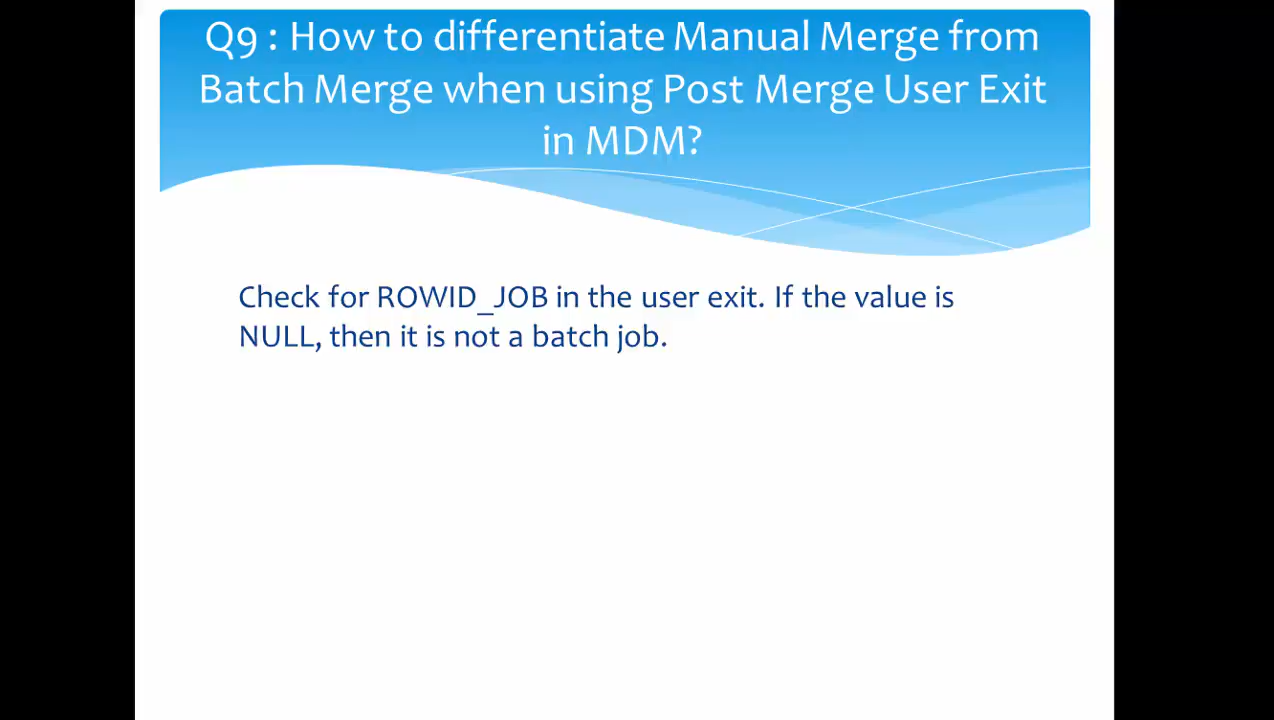 Q9 : How to differentiate Manual Merge from
Batch Merge when using Post Merge User Exit
in MDM?
Check for ROWID_JOB in the user exit. If the value is
NULL, then it is not a batch job.